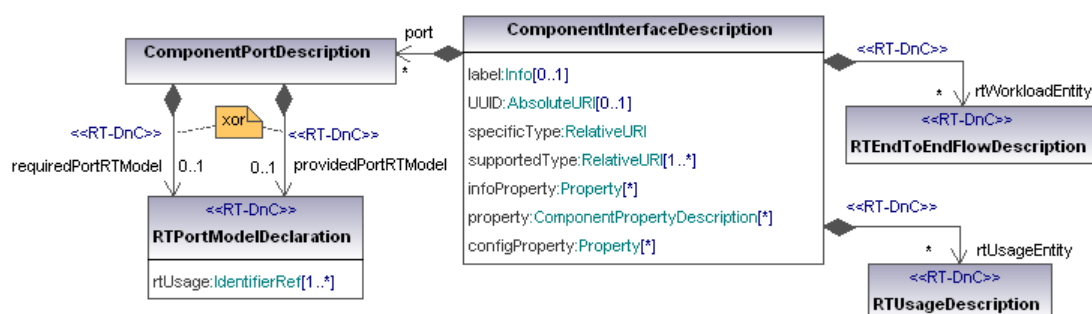 ComponentPortDescription
port
*
ComponentInterfaceDescription
label:Info[0..1]
UUID:AbsoluteURI[0..1]
specificType:RelativeURI
supportedType:RelativeURI[1..*]
infoProperty:Property[*]
property:ComponentPropertyDescription[*]
configProperty:Property[*]
<<RT-DnC>>
* rtWorkloadEntity
<<RT-DnC>>
RTEndToEndFlowDescription
<<RT-DnC>>
xor
<<RT-DnC>>
requiredPortRTModel 0..1
0..1 providedPortRTModel
<<RT-DnC>>
RTPortModelDeclaration
rtUsage:IdentifierRef[1..*]
<<RT-DnC>>
* rtUsageEntity
<<RT-DnC>>
RTUsageDescription